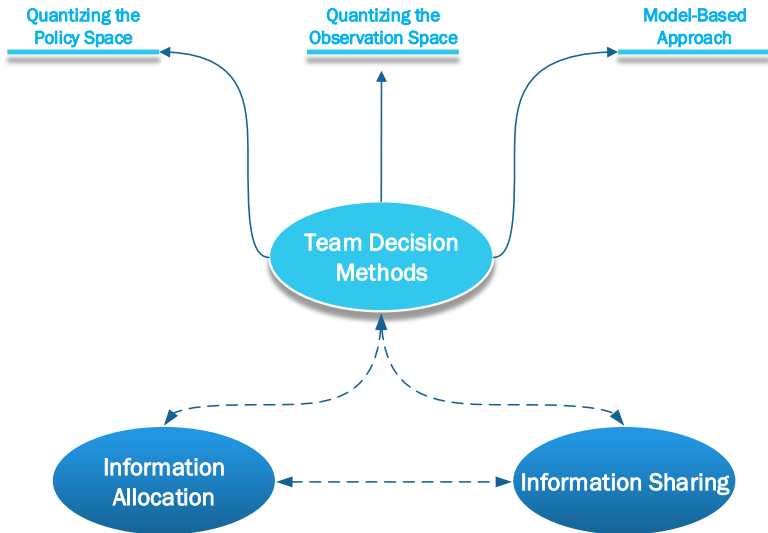 Quantizing the
Policy Space
Quantizing the
Observation Space
Model-Based
Approach
Team Decision
Methods
Information
Allocation
Information Sharing